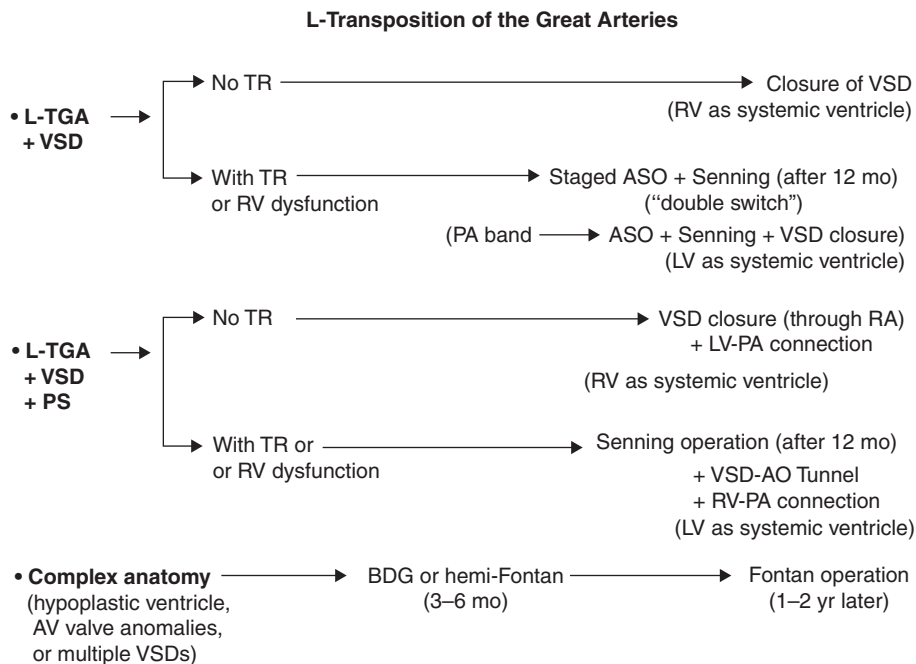 L-Transposition of the Great Arteries
• L-TGA
+ VSD
No TR
Closure of VSD
(RV as systemic ventricle)
With TR
or RV dysfunction
Staged ASO + Senning (after 12 mo)
(“double switch”)
(PA band
ASO + Senning + VSD closure)
(LV as systemic ventricle)
• L-TGA
+ VSD
+ PS
No TR
VSD closure (through RA)
+ LV-PA connection
(RV as systemic ventricle)
With TR or
or RV dysfunction
Senning operation (after 12 mo)
+ VSD-AO Tunnel
+ RV-PA connection
(LV as systemic ventricle)
• Complex anatomy
(hypoplastic ventricle,
AV valve anomalies,
or multiple VSDs)
BDG or hemi-Fontan
(3–6 mo)
Fontan operation
(1–2 yr later)